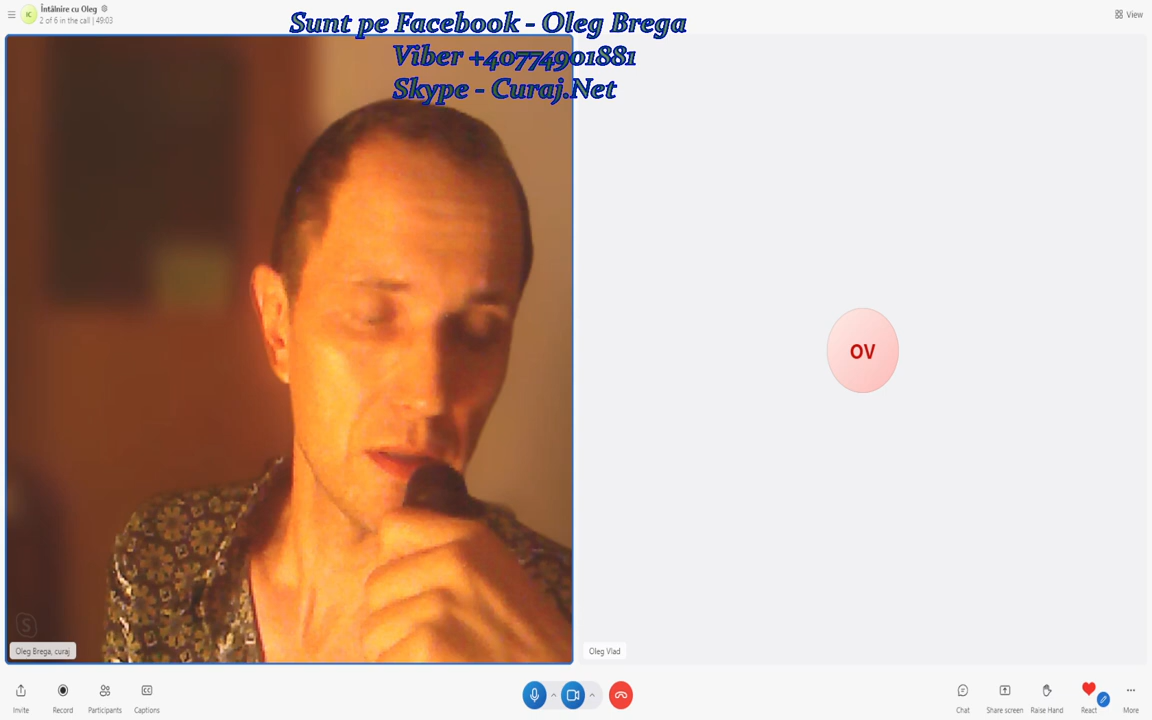 Întâlnire cu Oleg
2 of 6 in the call | 49:03
Sunt pe Facebook - Oleg Brega
Viber +40774901881
Skype - Curaj.Net
View
IC
OV
Oleg Brega, curaj
Oleg Vlad
Invite
Record
Participants
Captions
Chat
Share screen
Raise Hand
React
More